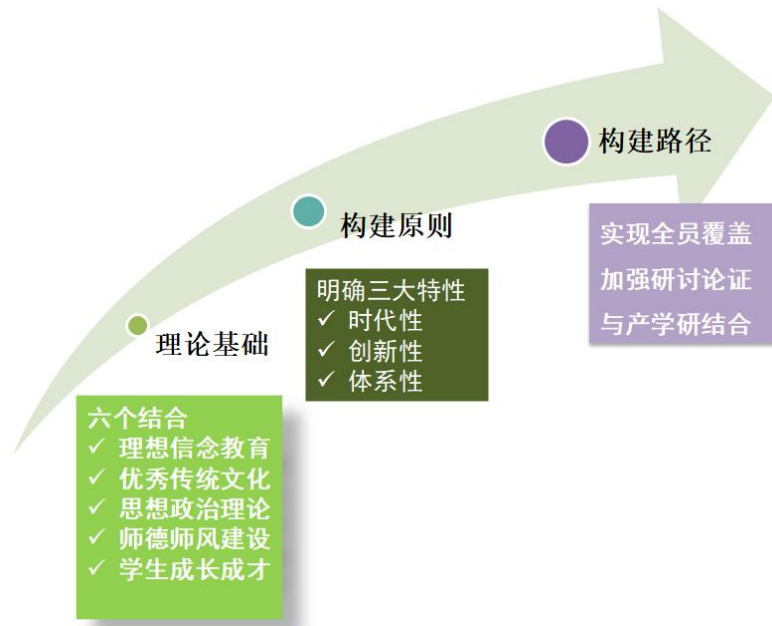 构建路径
实现全员覆盖
加强研讨论证
与产学研结合
构建原则
明确三大特性
✓ 时代性
✓ 创新性
✓ 体系性
理论基础
六个结合
✓ 理想信念教育
✓ 优秀传统文化
✓ 思想政治理论
✓ 师德师风建设
✓ 学生成长成才